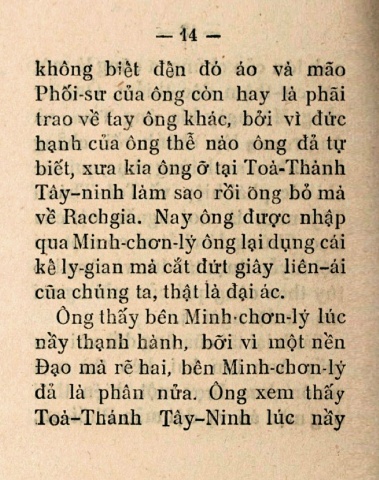 — 14 —
không biết đến đó áo và mão
Phối-sư của ông còn hay là phãi
trao về tay ông khác, bởi vì đức
hạnh của ông thể nào ông đã tự
biết, xưa kia ông ở tại Toà-Thánh
Tây-ninh làm sao rồi ông bỏ mà
về Rachgia. Nay ông được nhập
qua Minh-chơn-lý ông lại dụng cái
kế ly-gian mà cắt đứt giây liên-ái
của chúng ta, thật là đại ác.
Ông thấy bên Minh-chơn-lý lúc
nầy thạnh hành, bởi vì một nền
Đạo mà rẽ hai, bên Minh-chơn-lý
đã là phân nửa. Ông xem thấy
Toà-Thánh Tây-Ninh lúc nầy